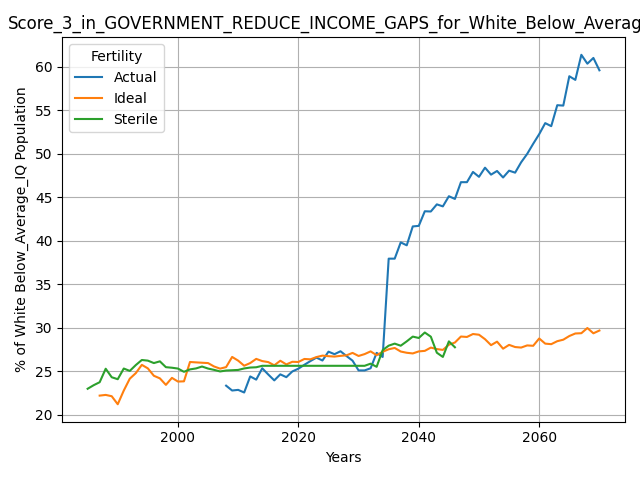 Score_3_in_GOVERNMENT_REDUCE_INCOME_GAPS_for_White_Below_Averag
Fertility
Actual
Ideal
Sterile
% of White Below_Average_IQ Population
60
55
50
45
40
35
30
25
20
2000
2020
2040
2060
Years